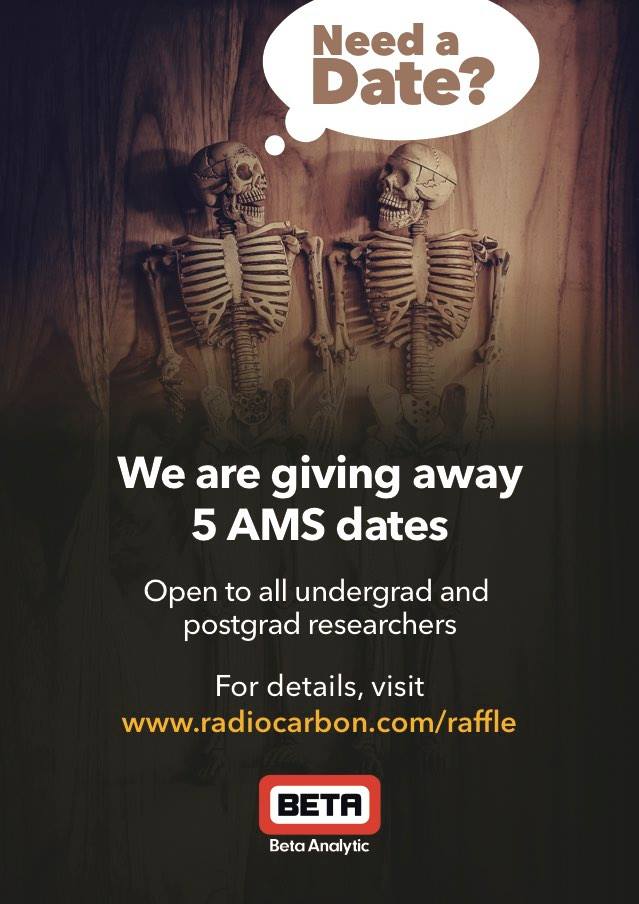 Need a
Date?
We are giving away
5 AMS dates
Open to all undergrad and
postgrad researchers
For details, visit
www.radiocarbon.com/raffle
BETA
Beta Analytic